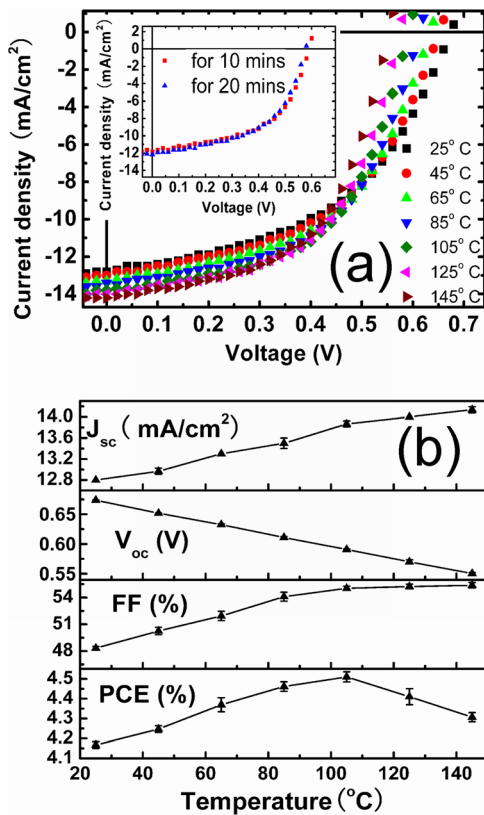 (a)
Current density (mA/cm²)
0
-2
-4
-6
-8
-10
-12
-14
Current density (mA/cm²)
12
10
8
6
4
2
0
-2
-4
-6
-8
-10
-12
-14
for 10 mins
for 20 mins
0.0 0.1 0.2 0.3 0.4 0.5 0.6
Voltage (V)
25° C
45° C
65° C
85° C
105° C
125° C
145° C
0.0 0.1 0.2 0.3 0.4 0.5 0.6 0.7
Voltage (V)
(b)
Jsc ( mA/cm²)
14.0
13.6
13.2
12.8
Voc (V)
0.65
0.60
0.55
FF (%)
54
51
48
PCE (%)
4.5
4.4
4.3
4.2
4.1
20 40 60 80 100 120 140
Temperature (°C)